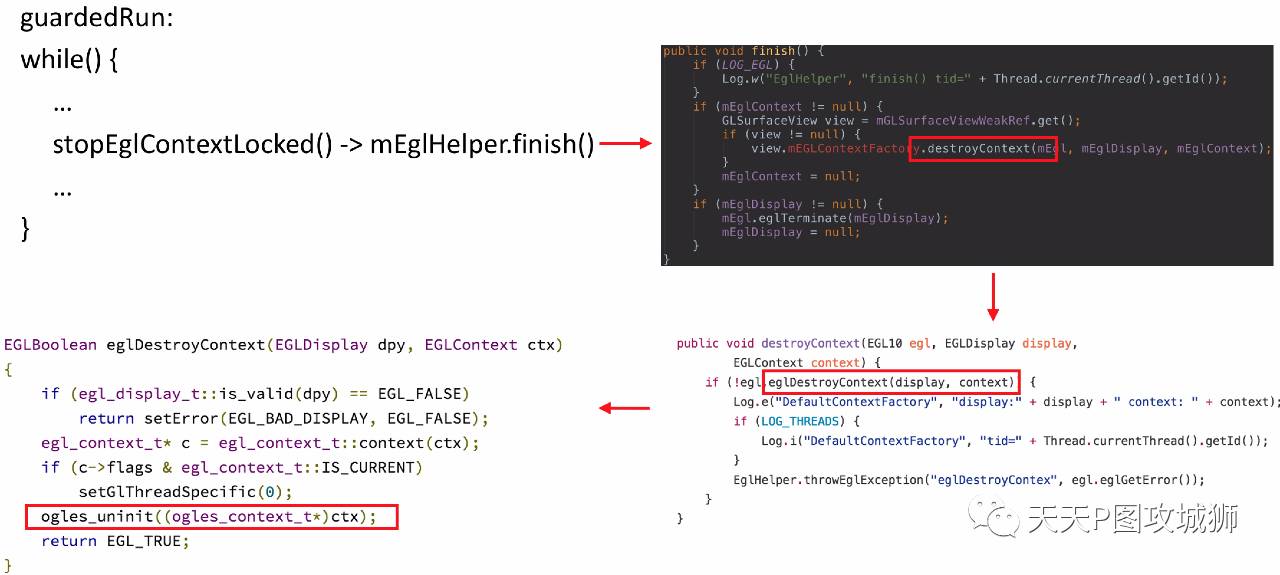 guardedRun:
while() {
...
stopEglContextLocked() -> mEglHelper.finish()
...
}
public void finish() {
if (LOG_EGL) {
Log.w("EglHelper", "finish() tid=" + Thread.currentThread().getId());
}
if (mEglContext != null) {
GLSurfaceView view = mGLSurfaceViewWeakRef.get();
if (view != null) {
view.mEGLContextFactory.destroyContext(mEgl, mEglDisplay, mEglContext);
}
mEglContext = null;
}
if (mEglDisplay != null) {
mEgl.eglTerminate(mEglDisplay);
mEglDisplay = null;
}
}
public void destroyContext(EGL10 egl, EGLDisplay display,
EGLContext context) {
if (!egl.eglDestroyContext(display, context)) {
Log.e("DefaultContextFactory", "display:" + display + " context: " + context);
if (LOG_THREADS) {
Log.i("DefaultContextFactory", "tid=" + Thread.currentThread().getId());
}
EglHelper.throwEglException("eglDestroyContex", egl.eglGetError());
}
}
EGLBoolean eglDestroyContext(EGLDisplay dpy, EGLContext ctx)
{
if (egl_display_t::is_valid(dpy) == EGL_FALSE)
return setError(EGL_BAD_DISPLAY, EGL_FALSE);
egl_context_t* c = egl_context_t::context(ctx);
if (c->flags & egl_context_t::IS_CURRENT)
setGlThreadSpecific(0);
ogles_uninit((ogles_context_t*)ctx);
return EGL_TRUE;
}
天天P图攻城狮